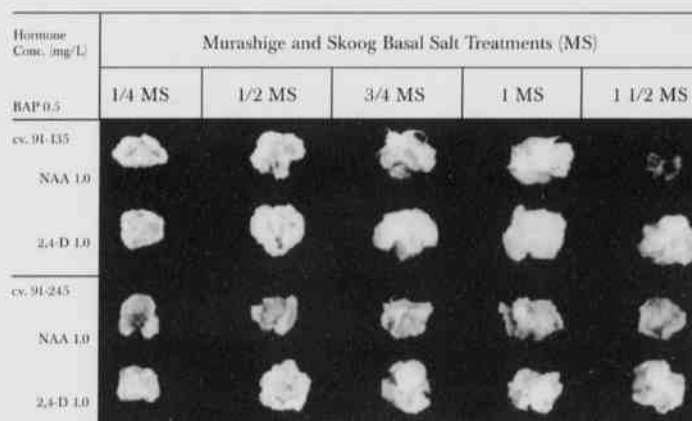 Hormone
Conc. (mg/L)
Murashige and Skoog Basal Salt Treatments (MS)
BAP 0.5
1/4 MS
1/2 MS
3/4 MS
1 MS
1 1/2 MS
cv. 91-135
NAA 1.0
2,4-D 1.0
cv. 91-245
NAA 1.0
2,4-D 1.0